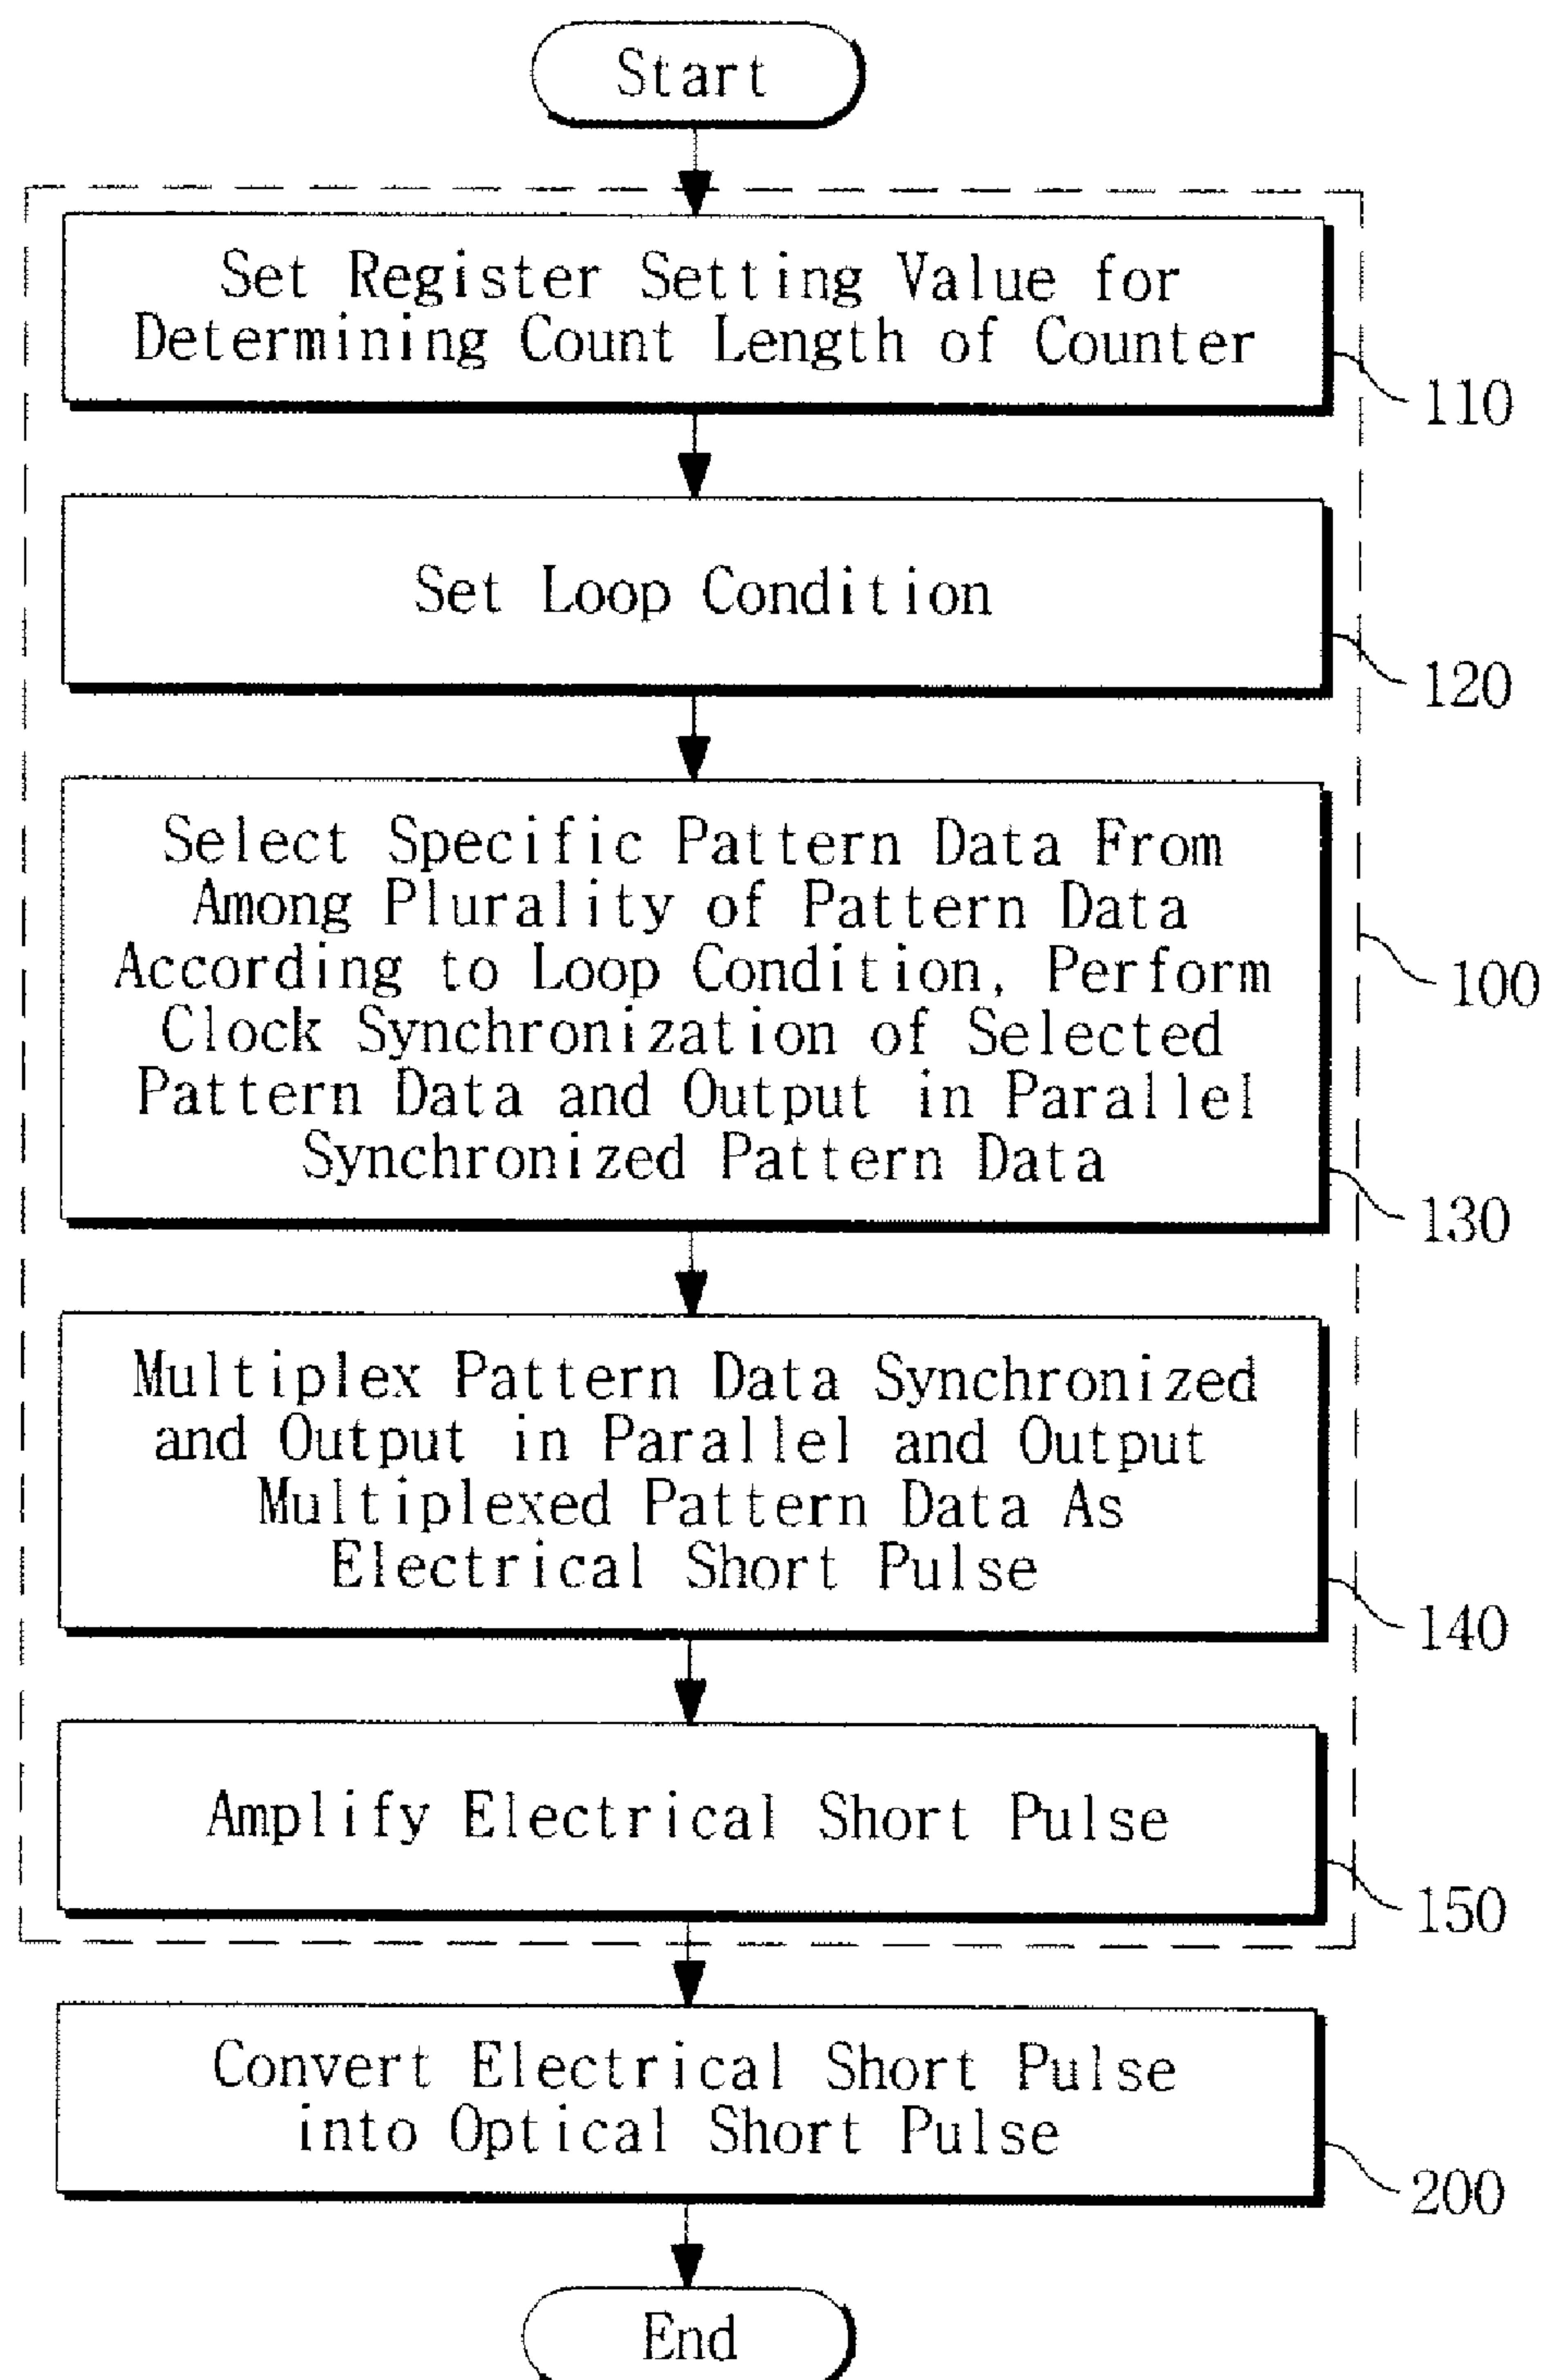 Start
Set Register Setting Value for
Determining Count Length of Counter
110
Set Loop Condition
120
Select Specific Pattern Data From
Among Plurality of Pattern Data
According to Loop Condition, Perform
Clock Synchronization of Selected
Pattern Data and Output in Parallel
Synchronized Pattern Data
100
130
Multiplex Pattern Data Synchronized
and Output in Parallel and Output
Multiplexed Pattern Data As
Electrical Short Pulse
140
Amplify Electrical Short Pulse
150
Convert Electrical Short Pulse
into Optical Short Pulse
200
End